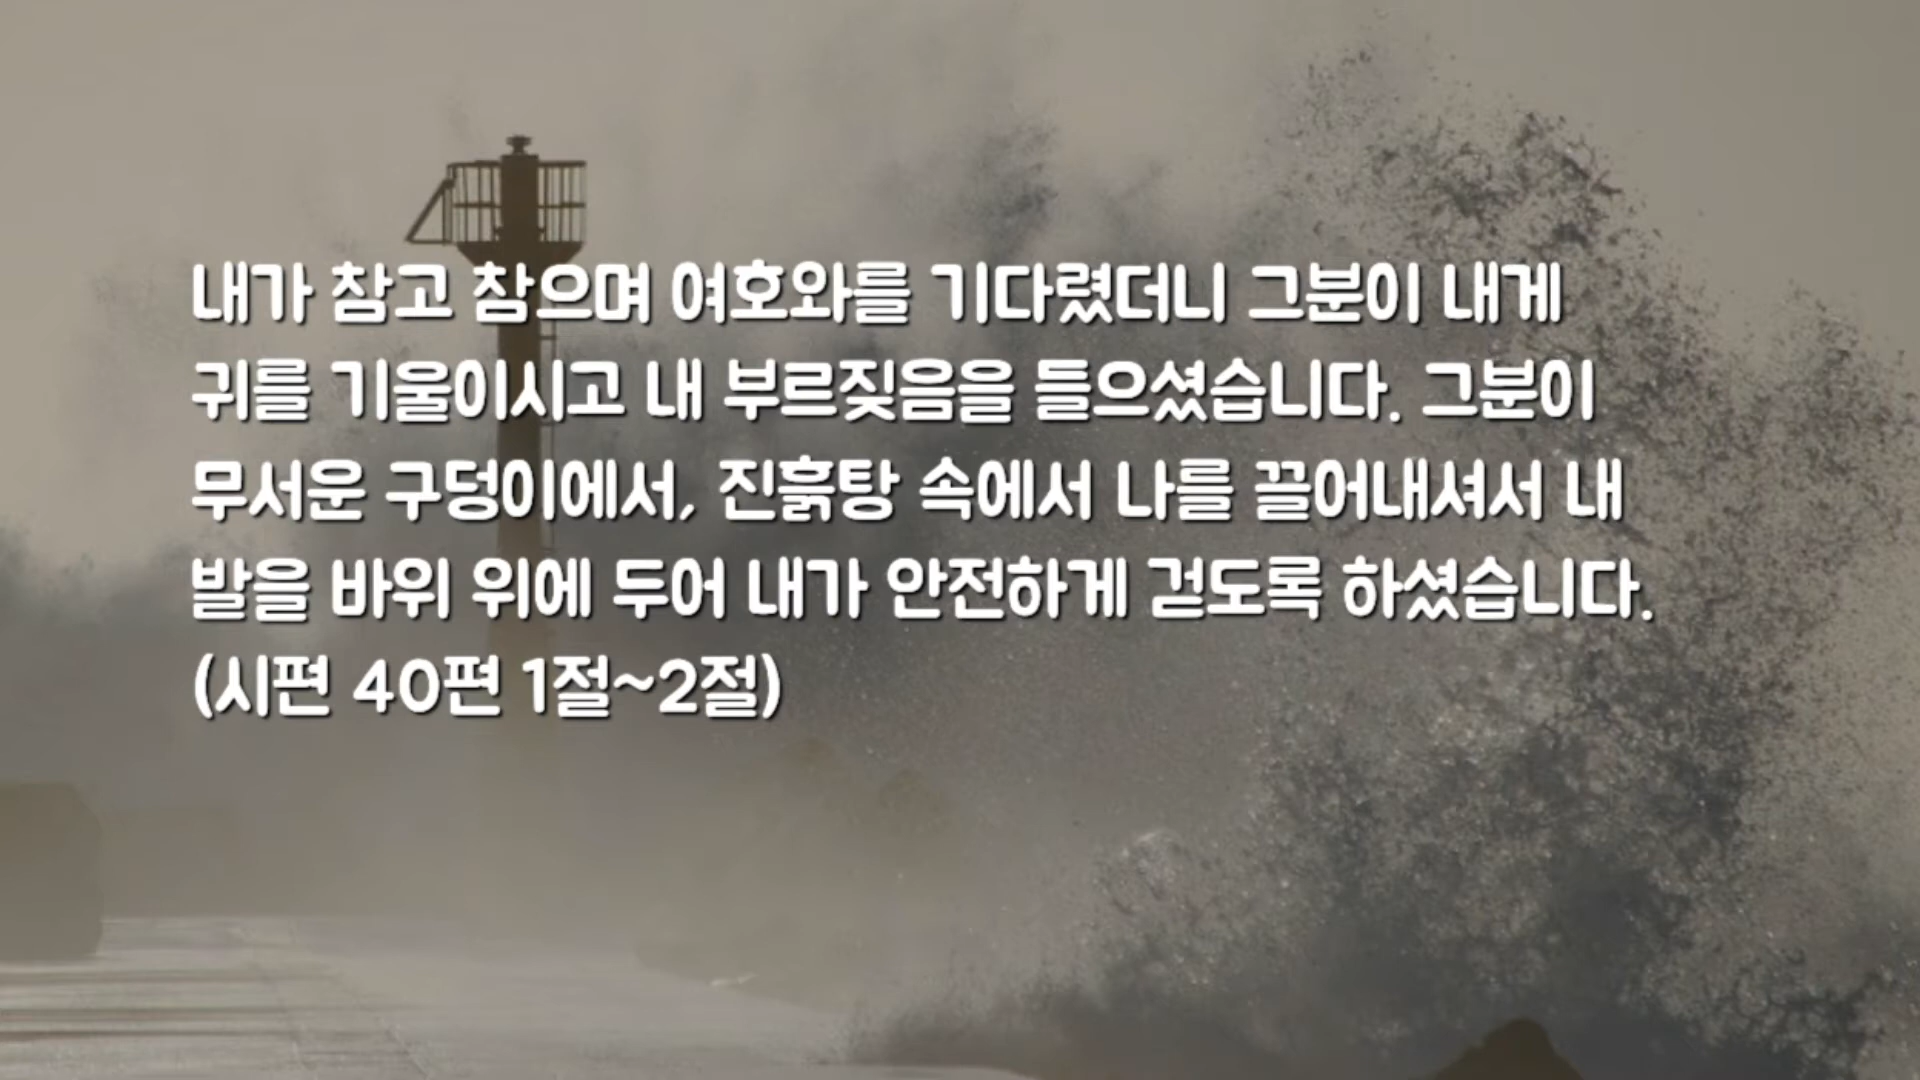 내가 참고 참으며 여호와를 기다렸더니 그분이 내게
귀를 기울이시고 내 부르짖음을 들으셨습니다. 그분이
무서운 구덩이에서, 진흙탕 속에서 나를 끌어내셔서 내
발을 바위 위에 두어 내가 안전하게 걷도록 하셨습니다.
(시편 40편 1절~2절)